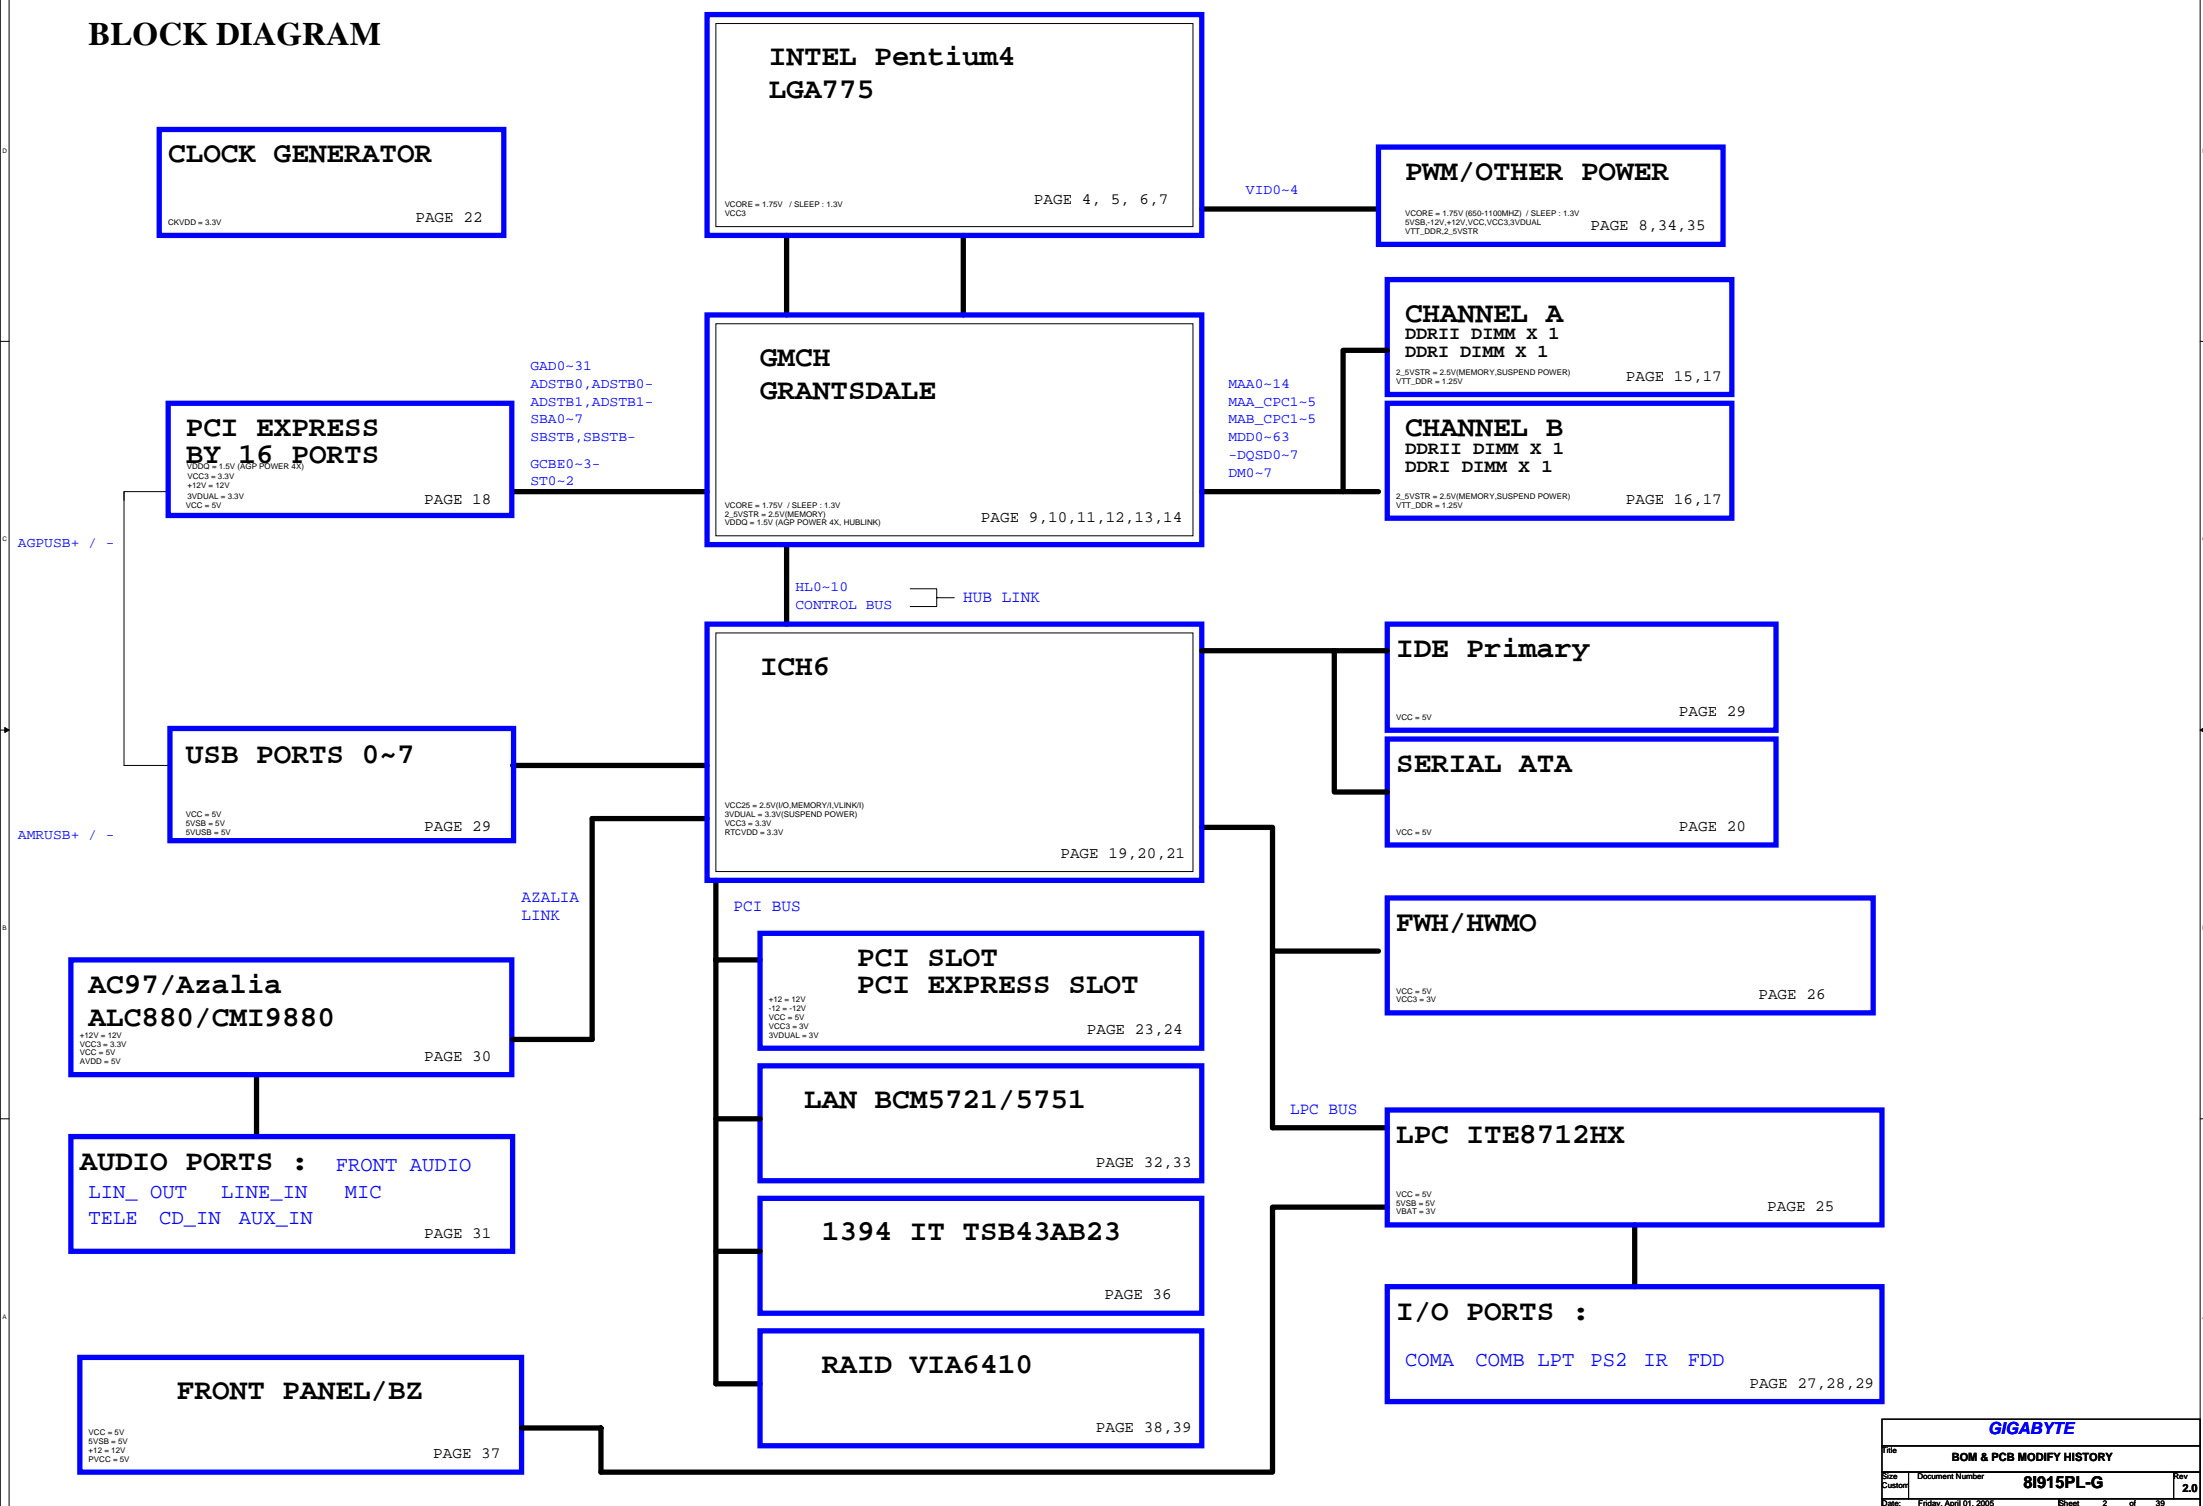 BLOCK DIAGRAM
INTEL Pentium4
LGA775
VCORE = 1.75V / SLEEP : 1.3V
VCC3
PAGE 4, 5, 6,7
CLOCK GENERATOR
CKVDD = 3.3V
PAGE 22
VID0~4
PWM/OTHER POWER
VCORE = 1.75V (650-1100MHZ) / SLEEP : 1.3V
5VSB,-12V,+12V,VCC,VCC3,3VDUAL
VTT_DDR,2_5VSTR
PAGE 8,34,35
CHANNEL A
DDRII DIMM X 1
DDRI DIMM X 1
2_5VSTR = 2.5V(MEMORY,SUSPEND POWER)
VTT_DDR = 1.25V
PAGE 15,17
CHANNEL B
DDRII DIMM X 1
DDRI DIMM X 1
2_5VSTR = 2.5V(MEMORY,SUSPEND POWER)
VTT_DDR = 1.25V
PAGE 16,17
GMCH
GRANTSDALE
VCORE = 1.75V / SLEEP : 1.3V
2_5VSTR = 2.5V(MEMORY)
VDDQ = 1.5V (AGP POWER 4X, HUBLINK)
PAGE 9,10,11,12,13,14
MAA0~14
MAA_CPC1~5
MAB_CPC1~5
MDD0~63
-DQSD0~7
DM0~7
GAD0~31
ADSTB0,ADSTB0-
ADSTB1,ADSTB1-
SBA0~7
SBSTB,SBSTB-
GCBE0~3-
ST0~2
PCI EXPRESS
BY 16 PORTS
VDDQ = 1.5V (AGP POWER 4X)
VCC3 = 3.3V
+12V = 12V
3VDUAL = 3.3V
VCC = 5V
PAGE 18
AGPUSB+ / -
HL0~10
CONTROL BUS
HUB LINK
ICH6
VCC25 = 2.5V(I/O,MEMORY/I,VLINK/I)
3VDUAL = 3.3V(SUSPEND POWER)
VCC3 = 3.3V
RTCVDD = 3.3V
PAGE 19,20,21
IDE Primary
VCC = 5V
PAGE 29
SERIAL ATA
VCC = 5V
PAGE 20
USB PORTS 0~7
VCC = 5V
5VSB = 5V
5VUSB = 5V
PAGE 29
AMRUSB+ / -
AZALIA
LINK
PCI BUS
FWH/HWMO
VCC = 5V
VCC3 = 3V
PAGE 26
PCI SLOT
PCI EXPRESS SLOT
+12 = 12V
-12 = -12V
VCC = 5V
VCC3 = 3V
3VDUAL = 3V
PAGE 23,24
AC97/Azalia
ALC880/CMI9880
+12V = 12V
VCC3 = 3.3V
VCC = 5V
AVDD = 5V
PAGE 30
LAN BCM5721/5751
PAGE 32,33
LPC BUS
LPC ITE8712HX
VCC = 5V
5VSB = 5V
VBAT = 3V
PAGE 25
AUDIO PORTS : FRONT AUDIO
LIN_ OUT LINE_IN MIC
TELE CD_IN AUX_IN
PAGE 31
1394 IT TSB43AB23
PAGE 36
I/O PORTS :
COMA COMB LPT PS2 IR FDD
PAGE 27,28,29
RAID VIA6410
PAGE 38,39
FRONT PANEL/BZ
VCC = 5V
5VSB = 5V
+12 = 12V
PVCC = 5V
PAGE 37
GIGABYTE
Title
BOM & PCB MODIFY HISTORY
Size Document Number Rev
Custom 8I915PL-G 2.0
Date: Friday, April 01, 2005 Sheet 2 of 39
D
C
B
A